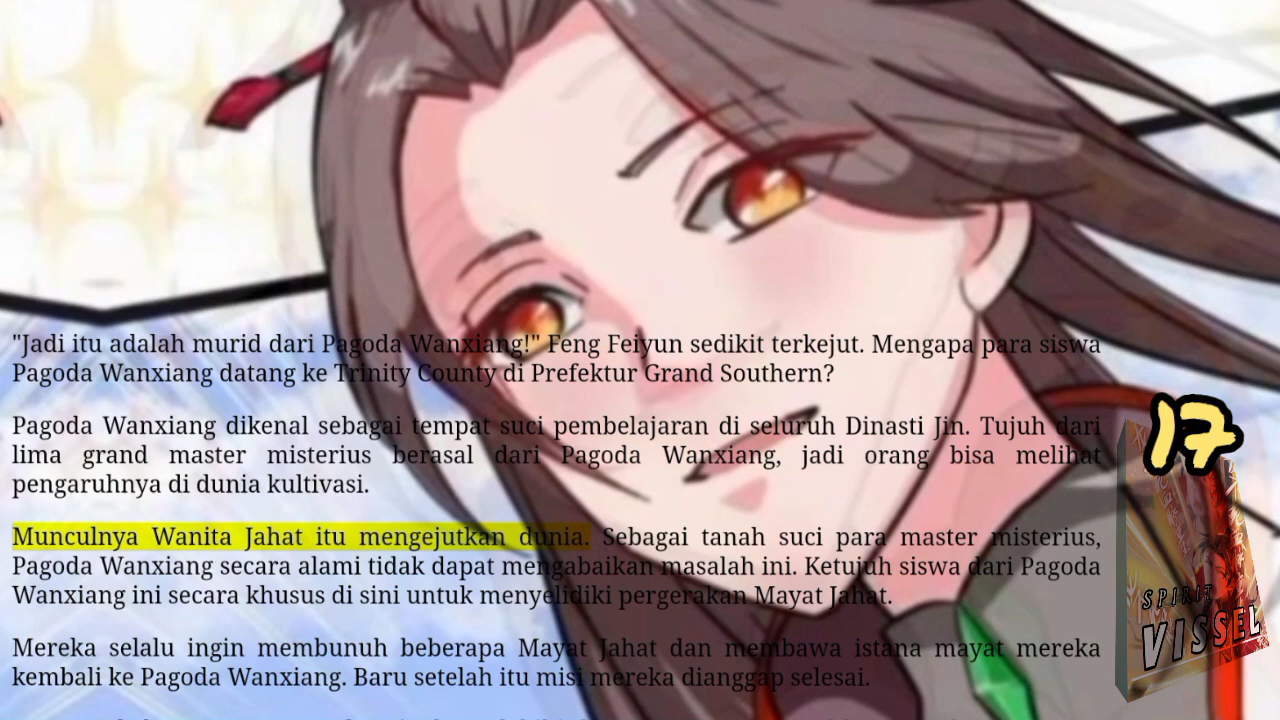 "Jadi itu adalah murid dari Pagoda Wanxiang!" Feng Feiyun sedikit terkejut. Mengapa para siswa
Pagoda Wanxiang datang ke Trinity County di Prefektur Grand Southern?
Pagoda Wanxiang dikenal sebagai tempat suci pembelajaran di seluruh Dinasti Jin. Tujuh dari
lima grand master misterius berasal dari Pagoda Wanxiang, jadi orang bisa melihat
pengaruhnya di dunia kultivasi.
Munculnya Wanita Jahat itu mengejutkan dunia. Sebagai tanah suci para master misterius,
Pagoda Wanxiang secara alami tidak dapat mengabaikan masalah ini. Ketujuh siswa dari Pagoda
Wanxiang ini secara khusus di sini untuk menyelidiki pergerakan Mayat Jahat.
Mereka selalu ingin membunuh beberapa Mayat Jahat dan membawa istana mayat mereka
kembali ke Pagoda Wanxiang. Baru setelah itu misi mereka dianggap selesai.
17
SPIRIT
VISSEL